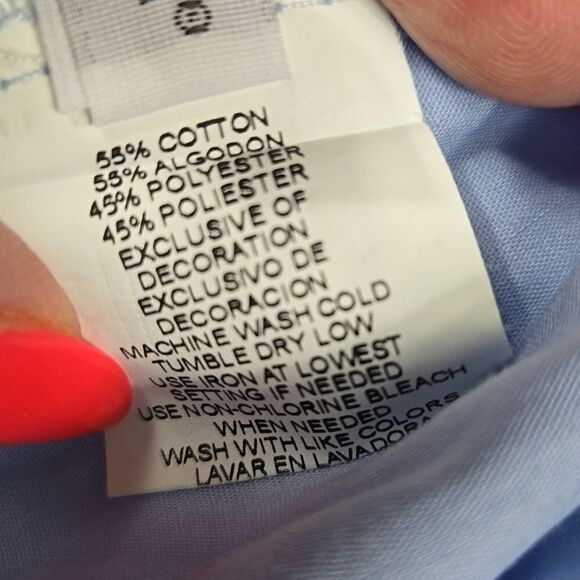 55% COTTON
55% ALGODON
45% POLYESTER
45% POLIESTER
EXCLUSIVE OF
DECORATION
EXCLUSIVO DE
DECORACION
MACHINE WASH COLD
TUMBLE DRY LOW
USE IRON AT LOWEST
SETTING IF NEEDED
USE NON-CHLORINE BLEACH
WHEN NEEDED
WASH WITH LIKE COLORS
LAVAR EN LAVADORA